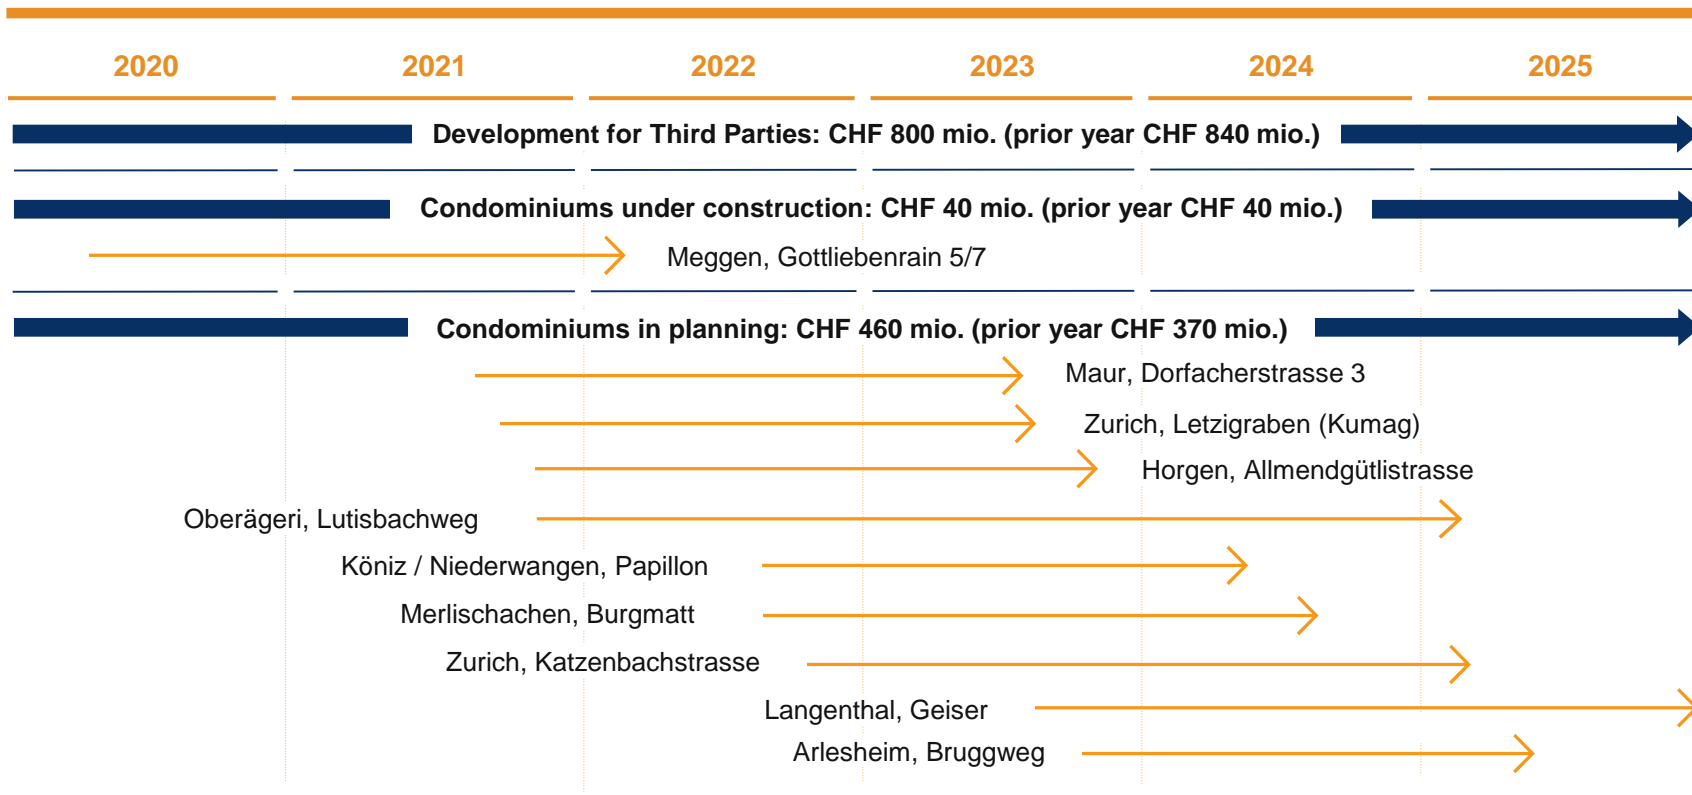 2020 2021 2022 2023 2024 2025
Development for Third Parties: CHF 800 mio. (prior year CHF 840 mio.)
Condominiums under construction: CHF 40 mio. (prior year CHF 40 mio.)
Meggen, Gottliebenrain 5/7
Condominiums in planning: CHF 460 mio. (prior year CHF 370 mio.)
Maur, Dorfacherstrasse 3
Zurich, Letzigraben (Kumag)
Horgen, Allmendgütlistrasse
Oberägeri, Lutisbachweg
Köniz / Niederwangen, Papillon
Merlischachen, Burgmatt
Zurich, Katzenbachstrasse
Langenthal, Geiser
Arlesheim, Bruggweg